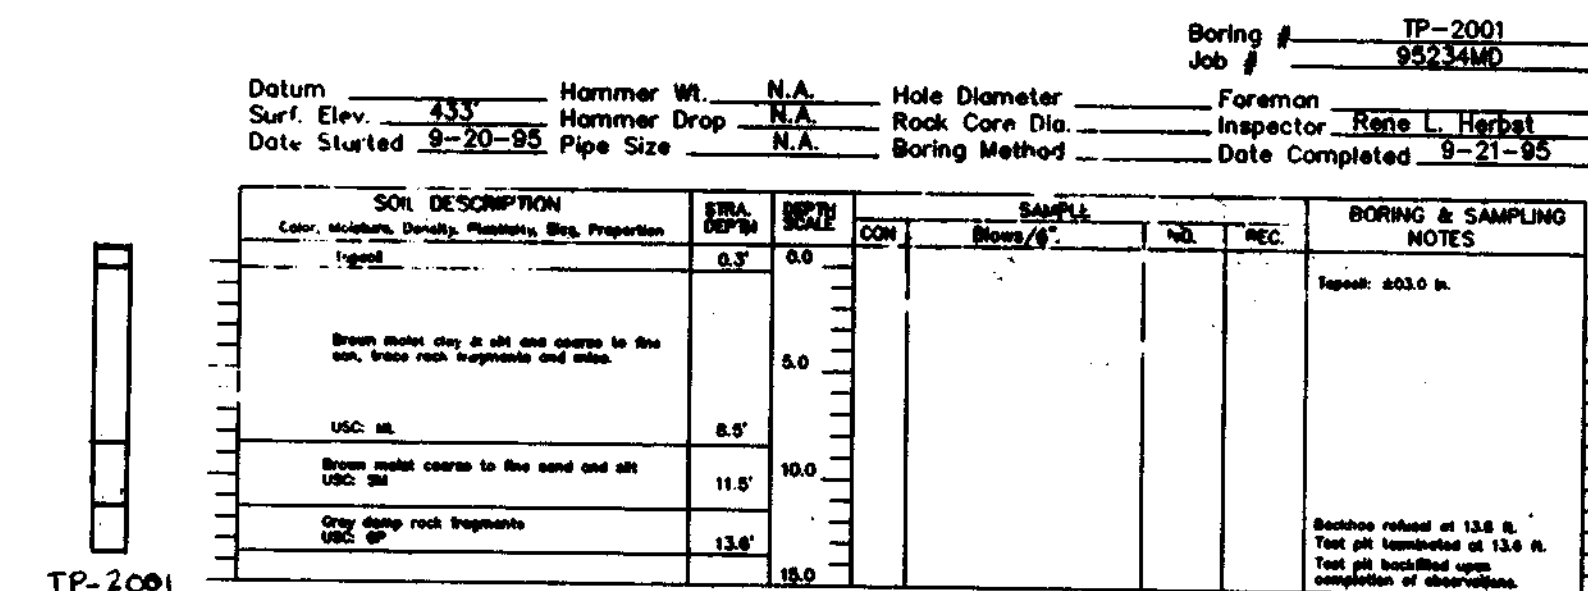 Boring # TP-2001
Job # 95234MD
Datum Hammer Wt. N.A. Hole Diameter Foreman
Surf. Elev. 433' Hammer Drop N.A. Rock Core Dia. Inspector Rene L. Herbst
Date Started 9-20-95 Pipe Size N.A. Boring Method Date Completed 9-21-95
SOIL DESCRIPTION STRA. DEPTH DEPTH SCALE SAMPLE BORING & SAMPLING NOTES
Color, Moisture, Density, Plasticity, Size, Proportion CON Blows/6". NO. REC.
Topsoil 0.3' 0.0
Topsoil: ±03.0 in.
Brown moist clay & silt and coarse to fine
san, trace rock fragments and mica.
5.0
USC: ML 8.5'
Brown moist coarse to fine sand and silt 10.0
USC: SM 11.5'
Gray damp rock fragments
USC: GP 13.6'
Backhoe refusal at 13.6 ft.
Test pit terminated at 13.6 ft.
Test pit backfilled upon
completion of observations.
15.0
TP-2001